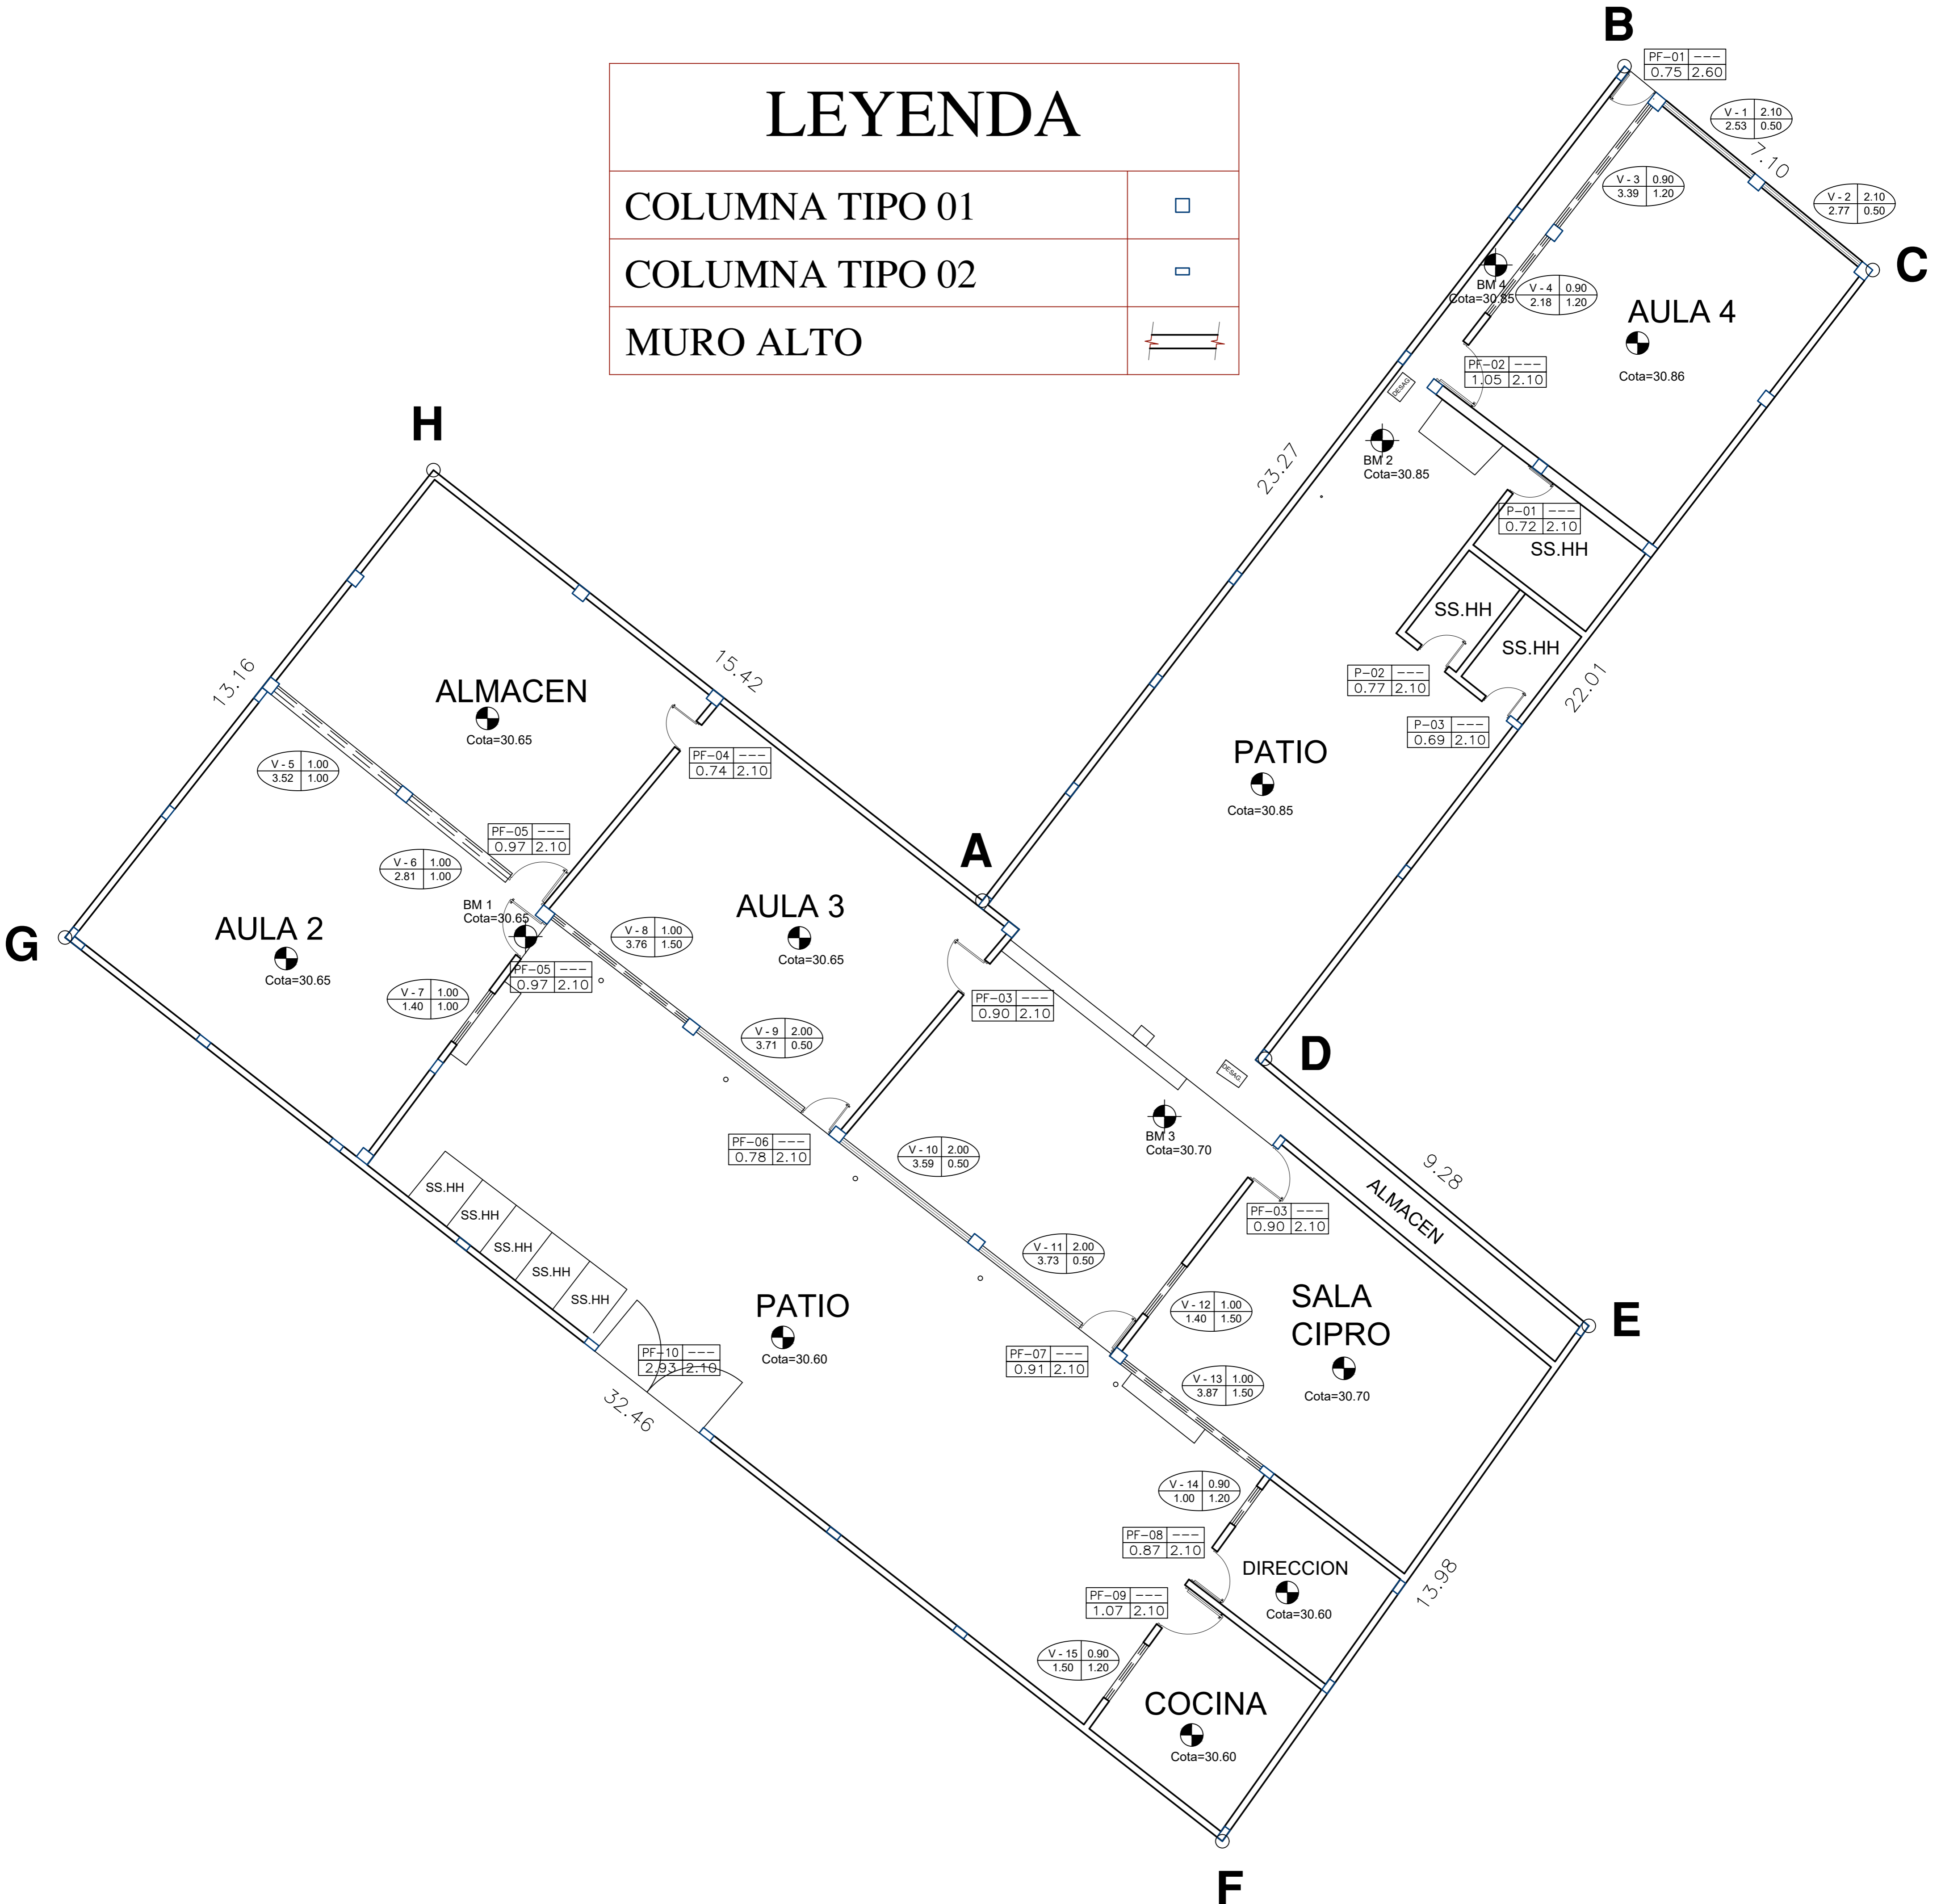 B
PF-01 ---
0.75 2.60
LEYENDA
COLUMNA TIPO 01
COLUMNA TIPO 02
MURO ALTO
V - 1 2.10
2.53 0.50
7.10
V - 3 0.90
3.39 1.20
V - 2 2.10
2.77 0.50
C
BM 4
Cota=30.85
V - 4 0.90
2.18 1.20
AULA 4
Cota=30.86
PF-02 ---
1.05 2.10
DESAG.
H
BM 2
Cota=30.85
23.27
P-01 ---
0.72 2.10
SS.HH
SS.HH
SS.HH
P-02 ---
0.77 2.10
22.01
P-03 ---
0.69 2.10
13.16
15.42
ALMACEN
Cota=30.65
PF-04 ---
0.74 2.10
PATIO
Cota=30.85
V - 5 1.00
3.52 1.00
PF-05 ---
0.97 2.10
V - 6 1.00
2.81 1.00
A
BM 1
Cota=30.65
AULA 3
Cota=30.65
G
AULA 2
Cota=30.65
V - 8 1.00
3.76 1.50
PF-05 ---
0.97 2.10
V - 7 1.00
1.40 1.00
PF-03 ---
0.90 2.10
V - 9 2.00
3.71 0.50
D
DESAG.
BM 3
Cota=30.70
PF-06 ---
0.78 2.10
V - 10 2.00
3.59 0.50
9.28
SS.HH
SS.HH
SS.HH
SS.HH
SS.HH
PF-03 ---
0.90 2.10
ALMACEN
V - 11 2.00
3.73 0.50
SALA
CIPRO
Cota=30.70
V - 12 1.00
1.40 1.50
E
PATIO
Cota=30.60
PF-10 ---
2.93 2.10
PF-07 ---
0.91 2.10
V - 13 1.00
3.87 1.50
32.46
V - 14 0.90
1.00 1.20
PF-08 ---
0.87 2.10
DIRECCION
Cota=30.60
13.98
PF-09 ---
1.07 2.10
V - 15 0.90
1.50 1.20
COCINA
Cota=30.60
F